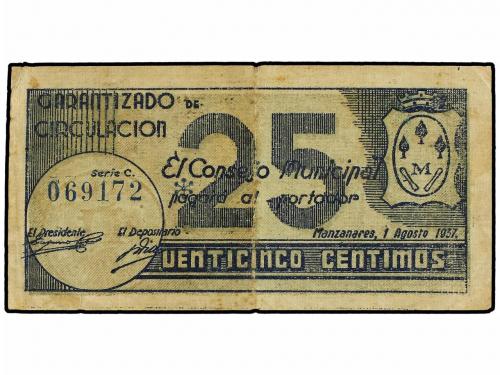 GARANTIZADO DE
CIRCULACION
Serie C.
069172
25
El Consejo Municipal
pagará al portador
El Presidente
El Depositario
Manzanares, 1 Agosto 1937.
M
VENTICINCO CENTIMOS